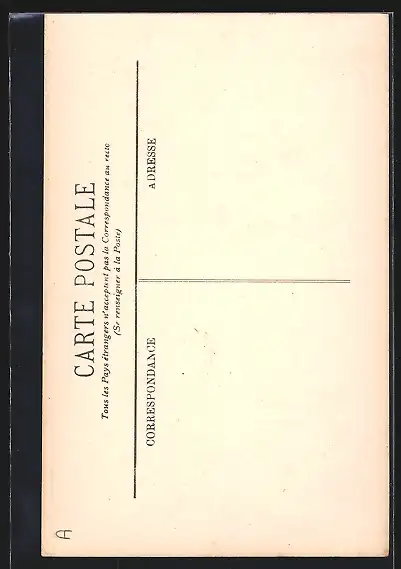 CARTE POSTALE
Tous les Pays étrangers n'acceptent pas la Correspondance au recto
(Se renseigner à la Poste)
CORRESPONDANCE
ADRESSE
A